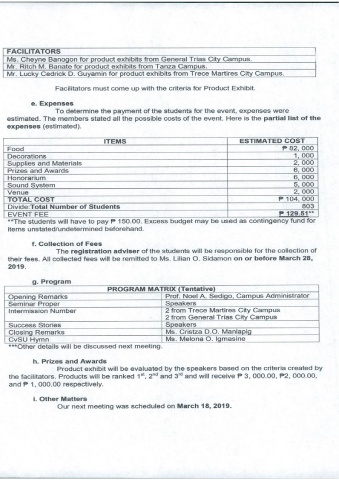 FACILITATORS
Ms. Cheyne Banogon for product exhibits from General Trias City Campus.
Mr. Ritch M. Banate for product exhibits from Tanza Campus.
Mr. Lucky Cedrick D. Guyamin for product exhibits from Trece Martires City Campus.
Facilitators must come up with the criteria for Product Exhibit.
e. Expenses
To determine the payment of the students for the event, expenses were
estimated. The members stated all the possible costs of the event. Here is the partial list of the
expenses (estimated).
ITEMS ESTIMATED COST
Food ₱ 82, 000
Decorations 1, 000
Supplies and Materials 2, 000
Prizes and Awards 6, 000
Honorarium 6, 000
Sound System 5, 000
Venue 2, 000
TOTAL COST ₱ 104, 000
Divide:Total Number of Students 803
EVENT FEE ₱ 129.51**
**The students will have to pay ₱ 150.00. Excess budget may be used as contingency fund for
items unstated/undetermined beforehand.
f. Collection of Fees
The registration adviser of the students will be responsible for the collection of
their fees. All collected fees will be remitted to Ms. Lilian O. Sidamon on or before March 28,
2019.
g. Program
PROGRAM MATRIX (Tentative)
Opening Remarks Prof. Noel A. Sedigo, Campus Administrator
Seminar Proper Speakers
Intermission Number 2 from Trece Martires City Campus
2 from General Trias City Campus
Success Stories Speakers
Closing Remarks Ms. Cristza D.O. Manlapig
CvSU Hymn Ms. Melona O. Igmasine
***Other details will be discussed next meeting.
h. Prizes and Awards
Product exhibit will be evaluated by the speakers based on the criteria created by
the facilitators. Products will be ranked 1st, 2nd and 3rd and will receive ₱ 3, 000.00, ₱2, 000.00,
and ₱ 1, 000.00 respectively.
i. Other Matters
Our next meeting was scheduled on March 18, 2019.